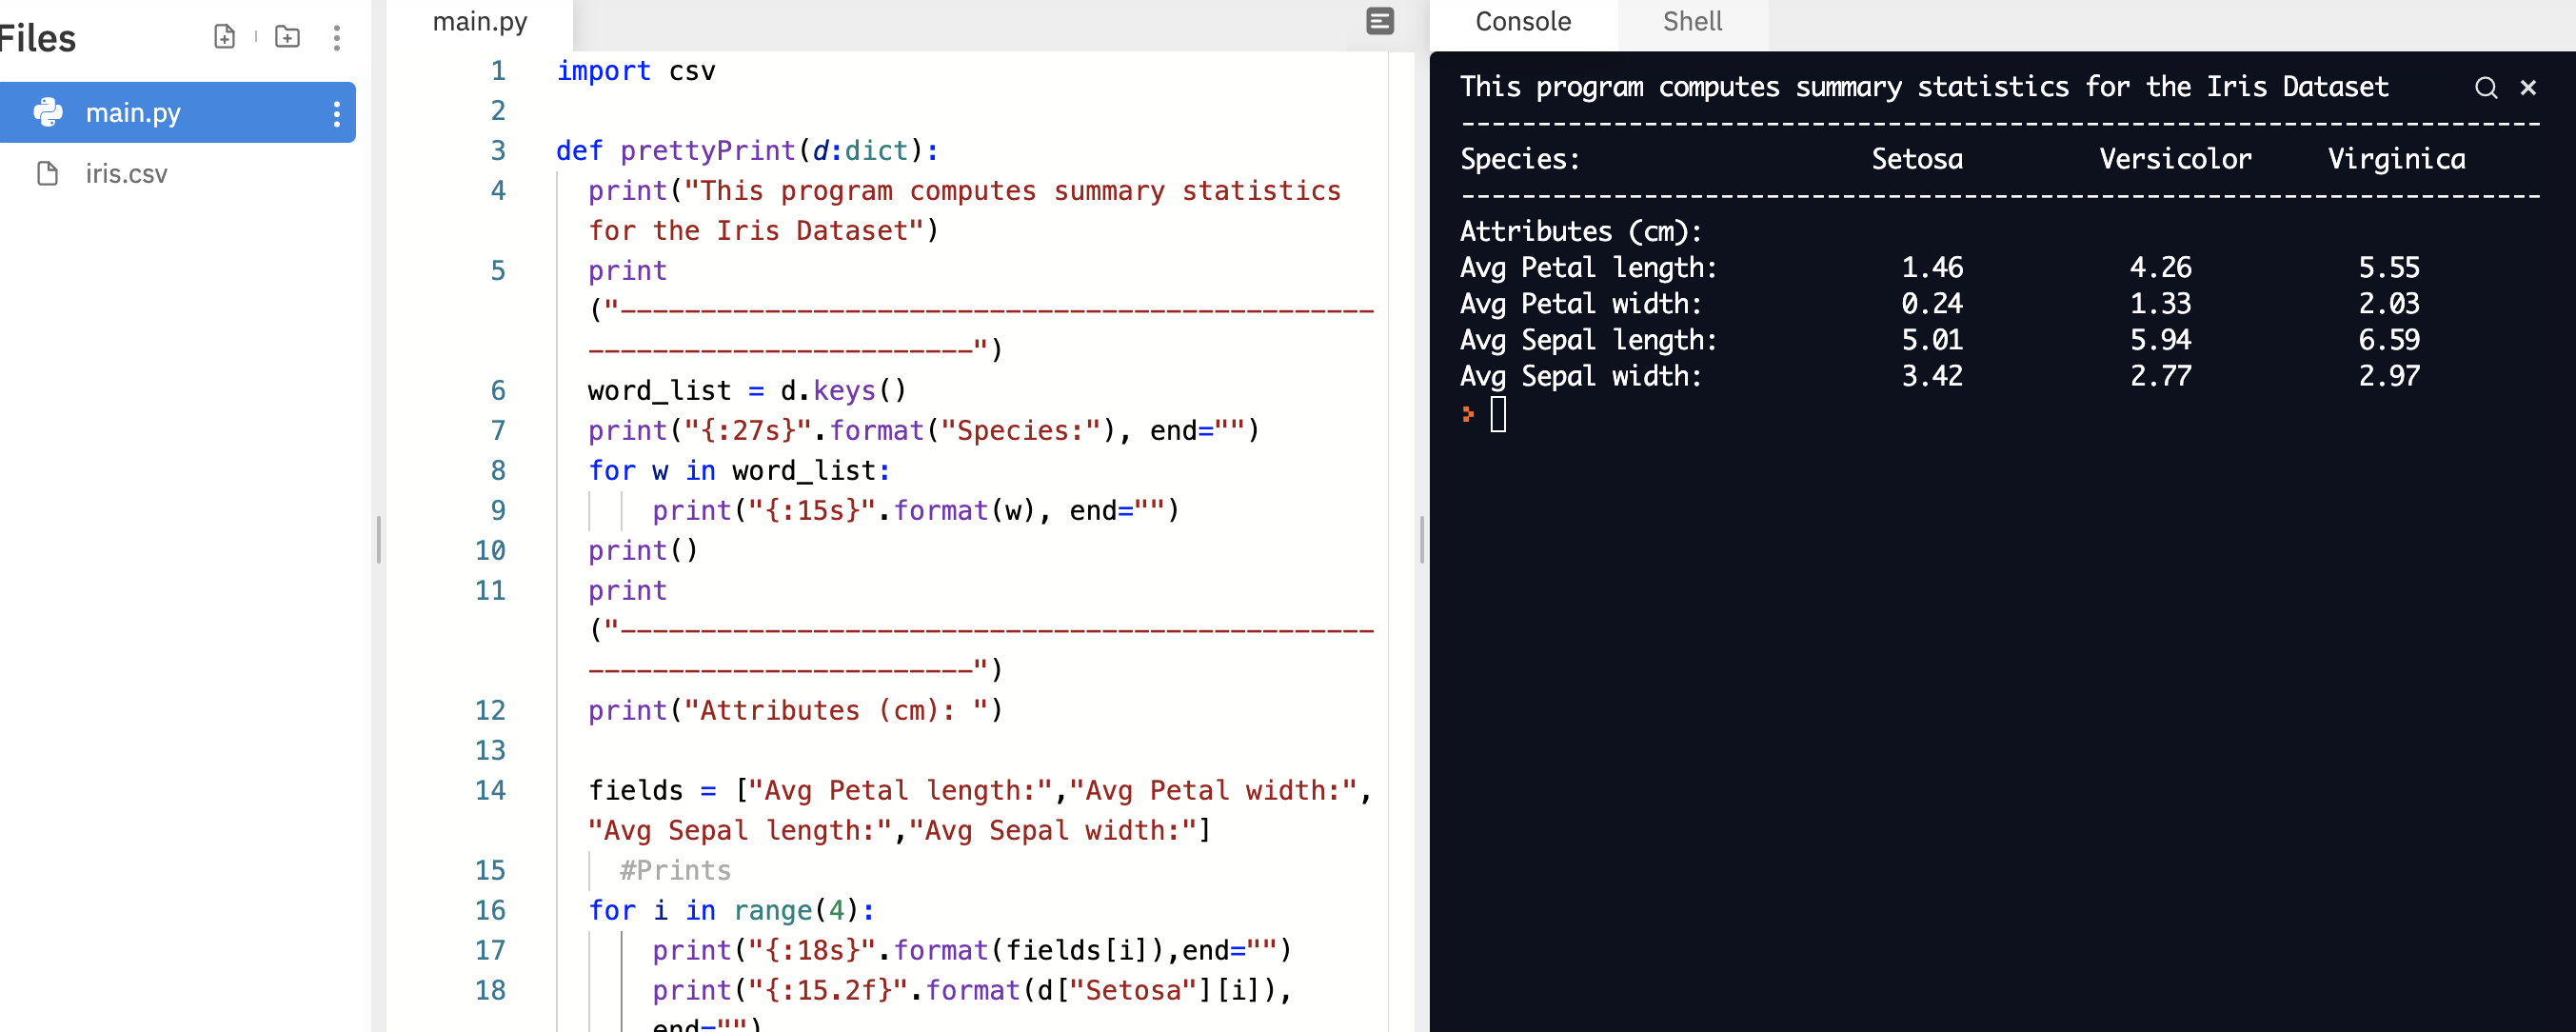 Files
main.py
iris.csv
main.py
1 import csv
2
3 def prettyPrint(d:dict):
4 print("This program computes summary statistics
for the Iris Dataset")
5 print
("-----------------------------------------------
------------------------")
6 word_list = d.keys()
7 print("{:27s}".format("Species:"), end="")
8 for w in word_list:
9 print("{:15s}".format(w), end="")
10 print()
11 print
("-----------------------------------------------
------------------------")
12 print("Attributes (cm): ")
13
14 fields = ["Avg Petal length:","Avg Petal width:",
"Avg Sepal length:","Avg Sepal width:"]
15 #Prints
16 for i in range(4):
17 print("{:18s}".format(fields[i]),end="")
18 print("{:15.2f}".format(d["Setosa"][i]),
end="")
Console Shell
This program computes summary statistics for the Iris Dataset
-----------------------------------------------------------------------
Species: Setosa Versicolor Virginica
-----------------------------------------------------------------------
Attributes (cm):
Avg Petal length: 1.46 4.26 5.55
Avg Petal width: 0.24 1.33 2.03
Avg Sepal length: 5.01 5.94 6.59
Avg Sepal width: 3.42 2.77 2.97